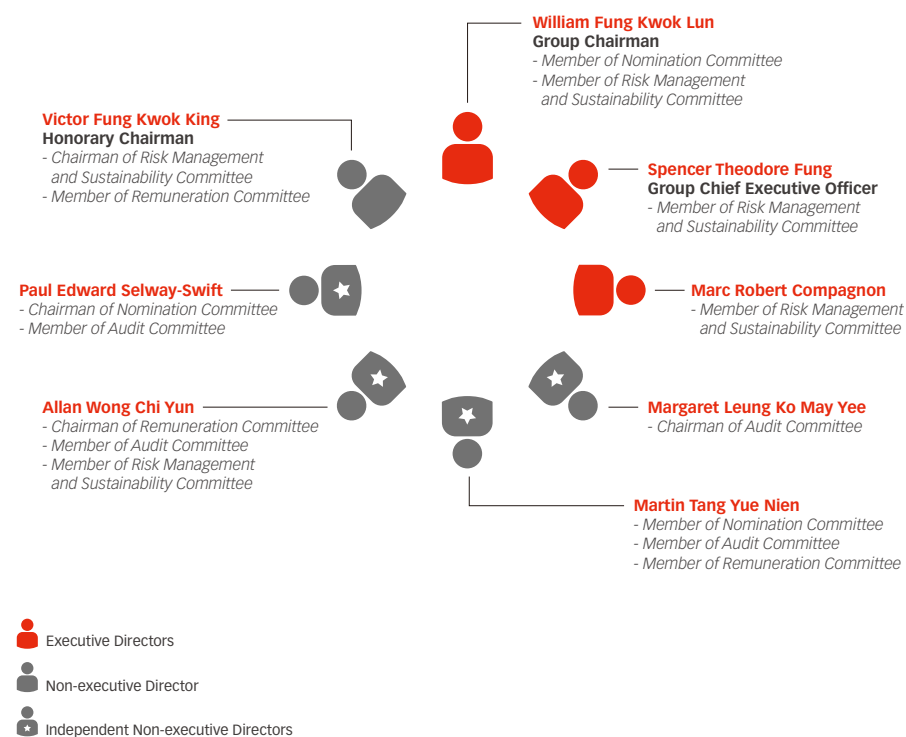 William Fung Kwok Lun
Group Chairman
- Member of Nomination Committee
- Member of Risk Management
and Sustainability Committee
Victor Fung Kwok King
Honorary Chairman
- Chairman of Risk Management
and Sustainability Committee
- Member of Remuneration Committee
Spencer Theodore Fung
Group Chief Executive Officer
- Member of Risk Management
and Sustainability Committee
Paul Edward Selway-Swift
- Chairman of Nomination Committee
- Member of Audit Committee
Marc Robert Compagnon
- Member of Risk Management
and Sustainability Committee
Allan Wong Chi Yun
- Chairman of Remuneration Committee
- Member of Audit Committee
- Member of Risk Management
and Sustainability Committee
Margaret Leung Ko May Yee
- Chairman of Audit Committee
Martin Tang Yue Nien
- Member of Nomination Committee
- Member of Audit Committee
- Member of Remuneration Committee
Executive Directors
Non-executive Director
Independent Non-executive Directors